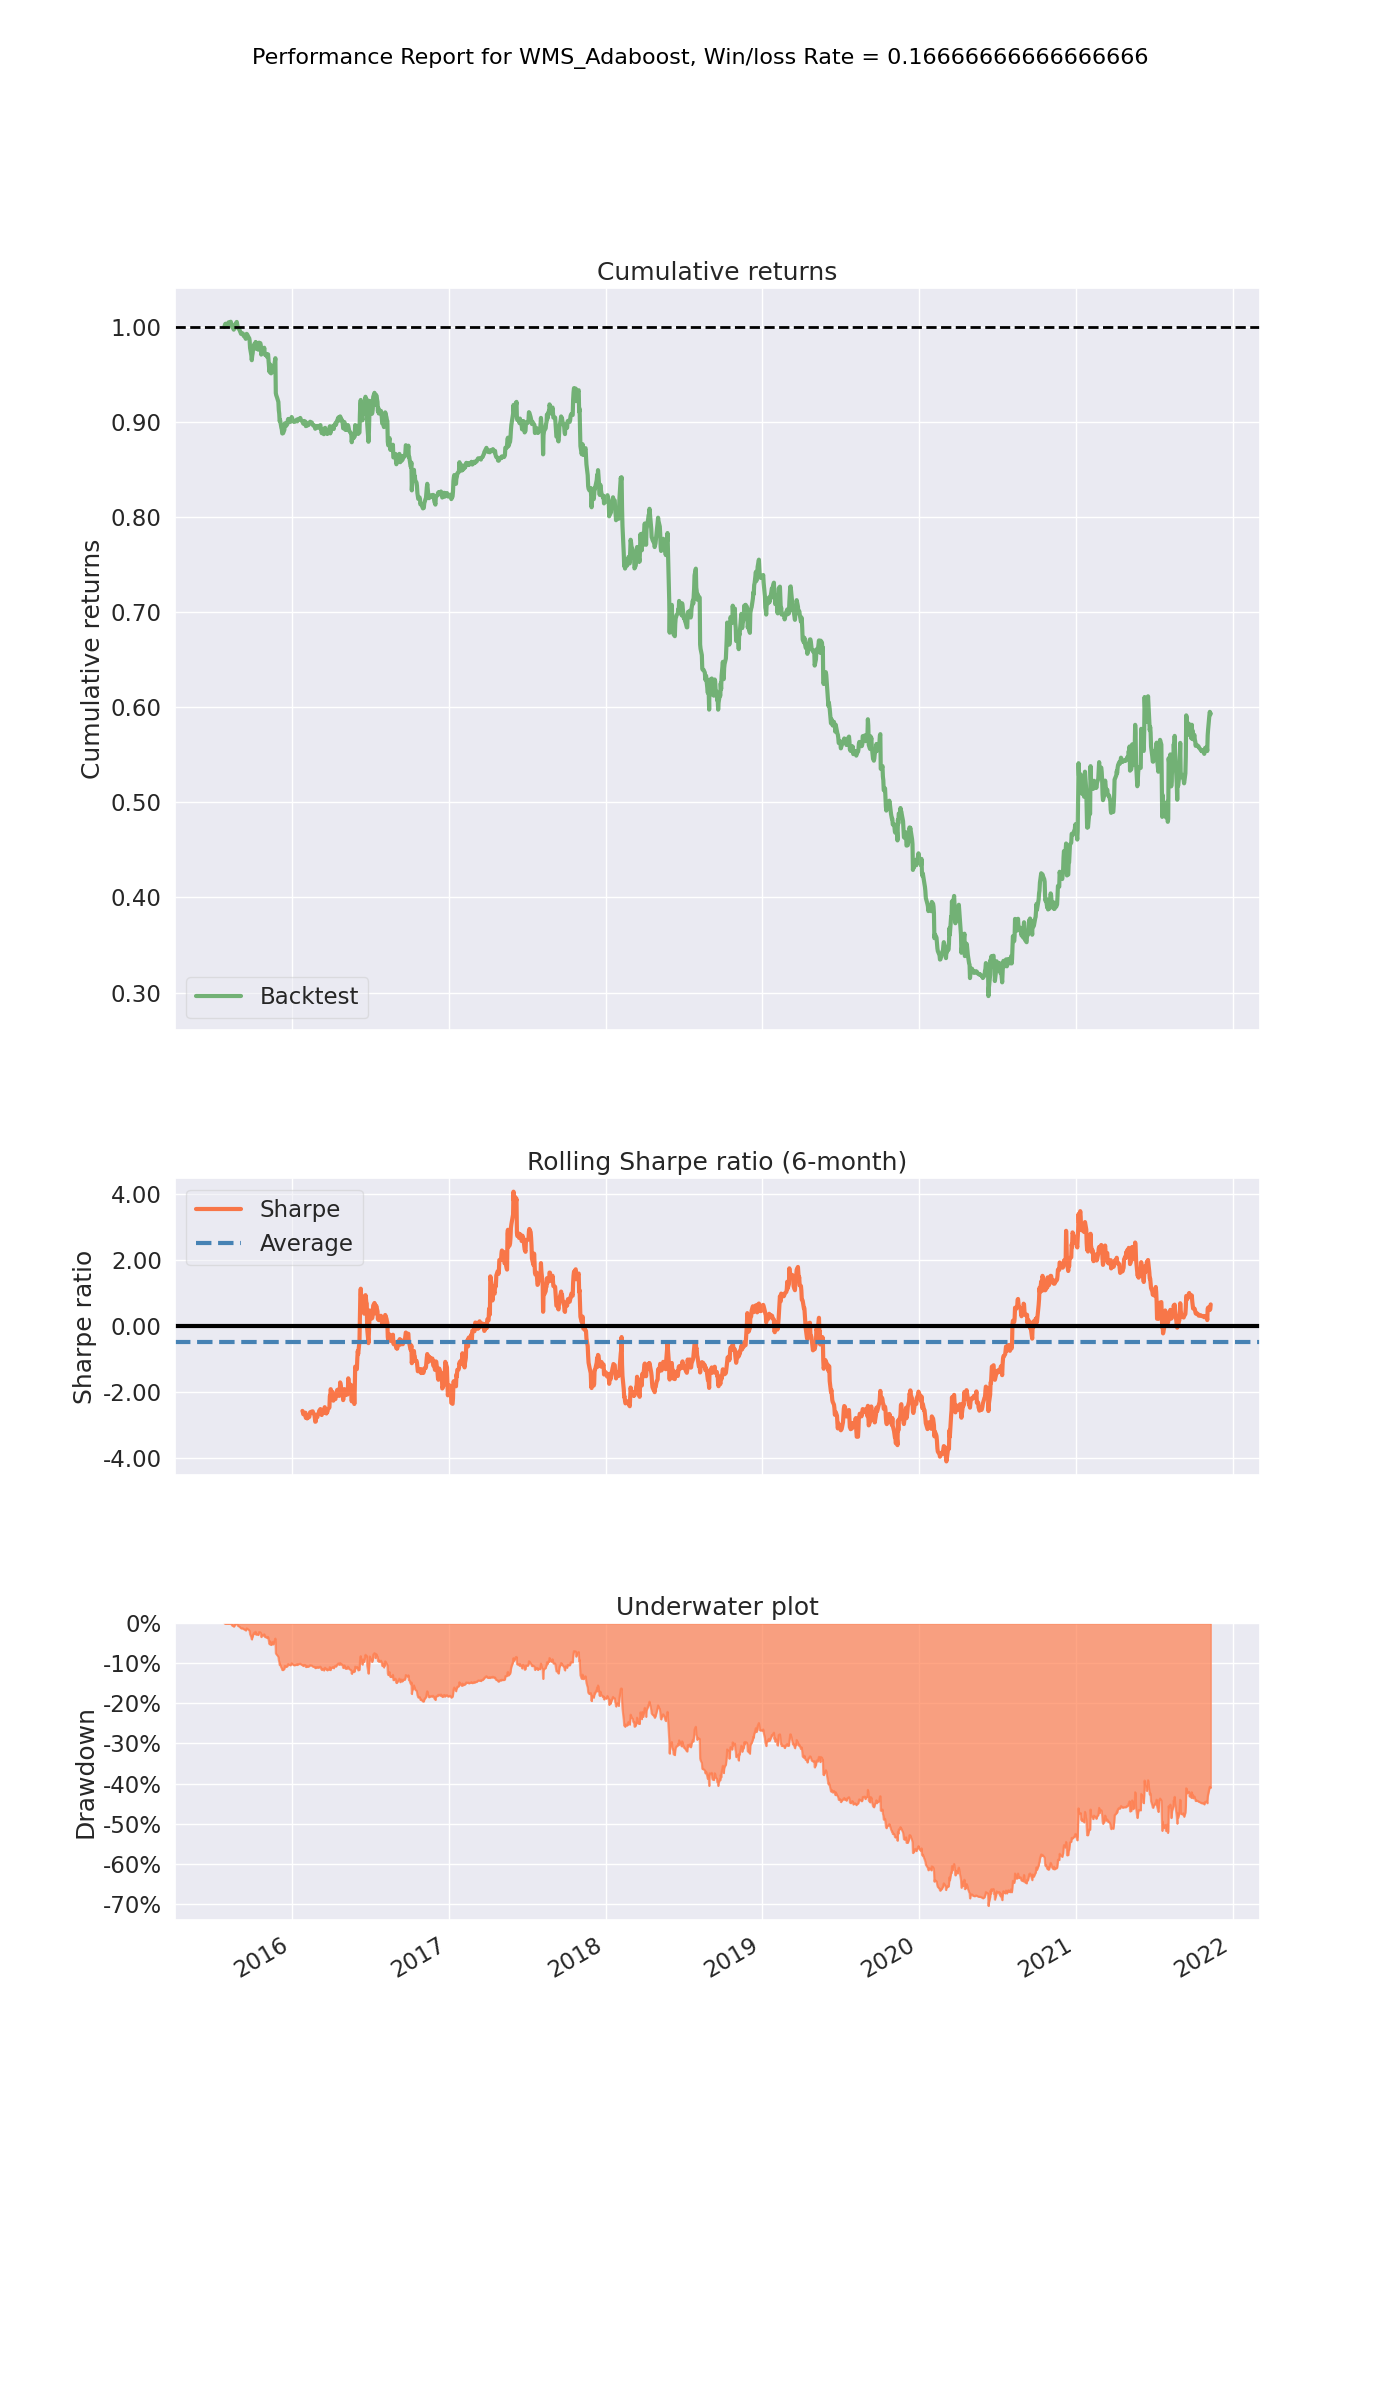 Performance Report for WMS_Adaboost, Win/loss Rate = 0.16666666666666666
Cumulative returns
Cumulative returns
1.00
0.90
0.80
0.70
0.60
0.50
0.40
0.30
Backtest
Rolling Sharpe ratio (6-month)
Sharpe ratio
4.00
2.00
0.00
-2.00
-4.00
Sharpe
Average
Underwater plot
Drawdown
0%
-10%
-20%
-30%
-40%
-50%
-60%
-70%
2016
2017
2018
2019
2020
2021
2022